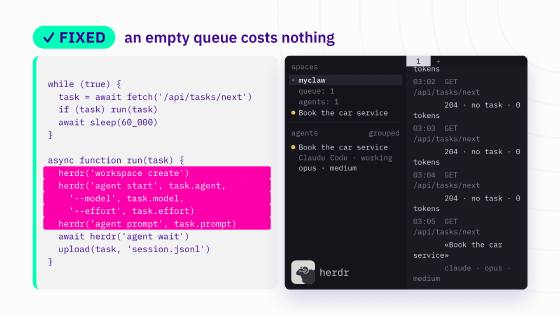 ✓ FIXED an empty queue costs nothing
while (true) {
task = await fetch('/api/tasks/next')
if (task) run(task)
await sleep(60_000)
}
async function run(task) {
herdr('workspace create')
herdr('agent start', task.agent,
'--model', task.model,
'--effort', task.effort)
herdr('agent prompt', task.prompt)
await herdr('agent wait')
upload(task, 'session.jsonl')
}
spaces
myclaw
queue: 1
agents: 1
Book the car service
agents grouped
Book the car service
Claude Code · working
opus · medium
herdr
1 +
tokens
03:02 GET
/api/tasks/next
204 · no task · 0
tokens
03:03 GET
/api/tasks/next
204 · no task · 0
tokens
03:04 GET
/api/tasks/next
204 · no task · 0
tokens
03:05 GET
/api/tasks/next
«Book the car
service»
claude · opus ·
medium